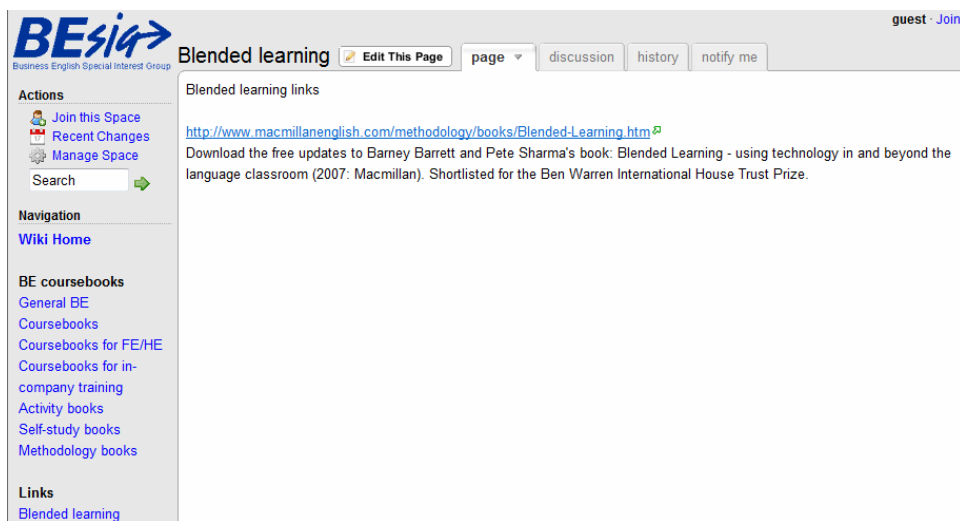 guest · Join
BESig
Business English Special Interest Group
Blended learning
Edit This Page
page
discussion
history
notify me
Actions
Join this Space
Recent Changes
Manage Space
Search
Navigation
Wiki Home
BE coursebooks
General BE
Coursebooks
Coursebooks for FE/HE
Coursebooks for in-
company training
Activity books
Self-study books
Methodology books
Links
Blended learning
Blended learning links
http://www.macmillanenglish.com/methodology/books/Blended-Learning.htm
Download the free updates to Barney Barrett and Pete Sharma's book: Blended Learning - using technology in and beyond the
language classroom (2007: Macmillan). Shortlisted for the Ben Warren International House Trust Prize.